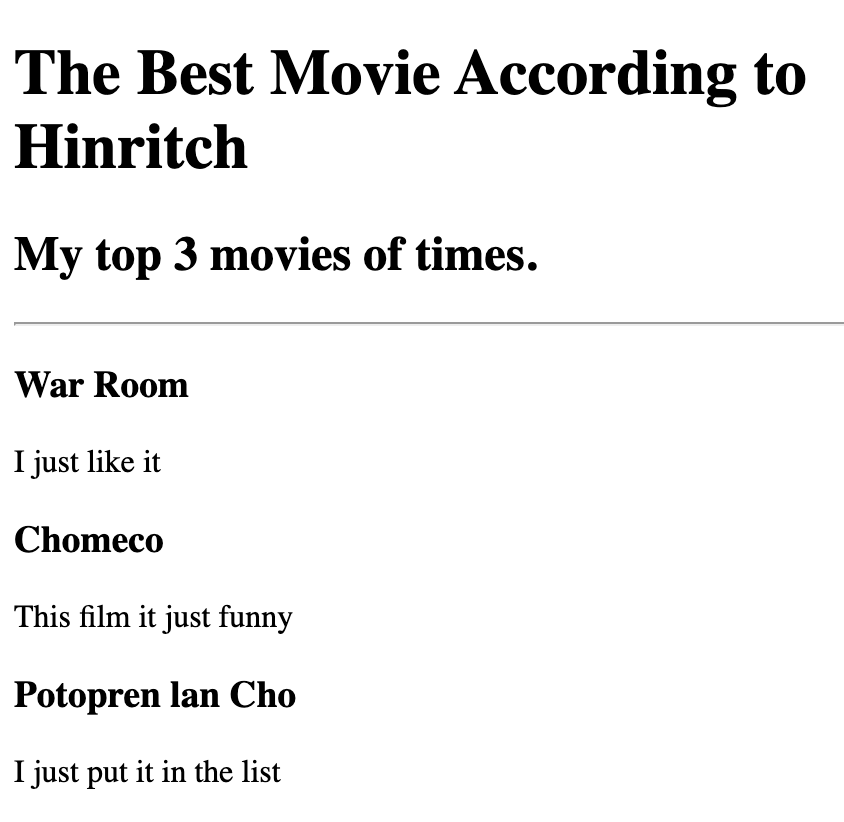 The Best Movie According to
Hinritch
My top 3 movies of times.
War Room
I just like it
Chomeco
This film it just funny
Potopren lan Cho
I just put it in the list